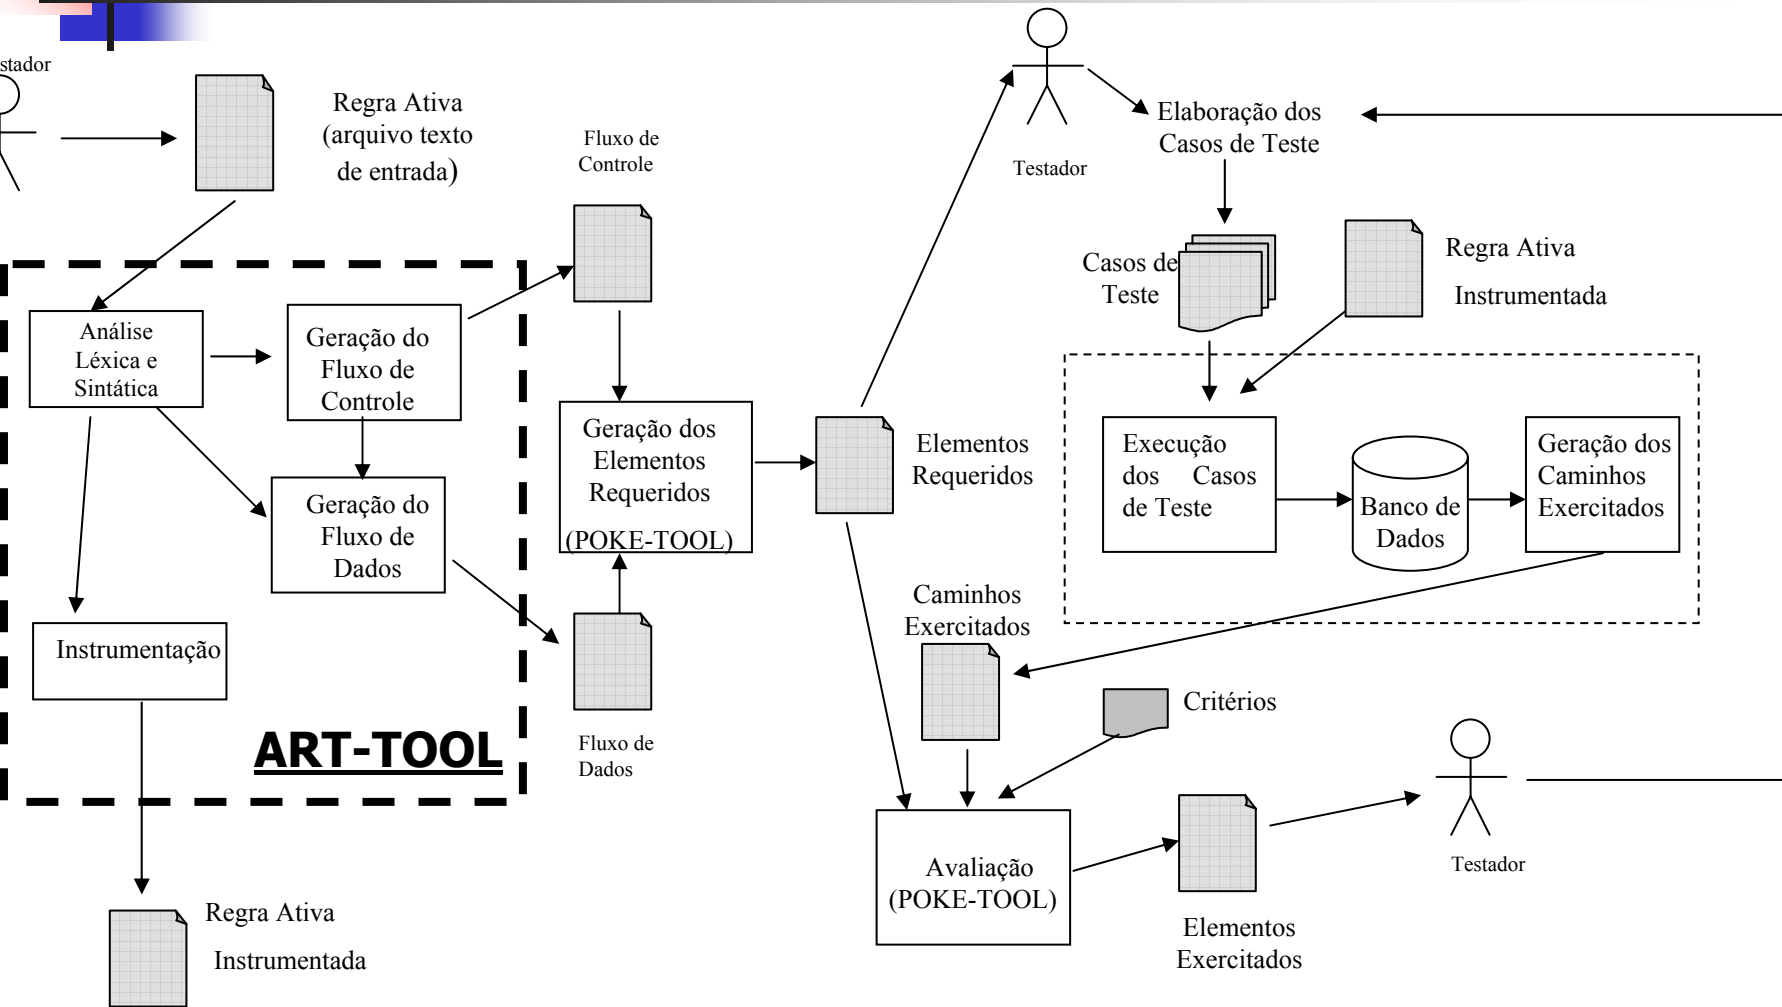 stador
Regra Ativa
(arquivo texto
de entrada)
Fluxo de
Controle
Testador
Elaboração dos
Casos de Teste
Casos de
Teste
Regra Ativa
Instrumentada
Análise
Léxica e
Sintática
Geração do
Fluxo de
Controle
Geração do
Fluxo de
Dados
Instrumentação
ART-TOOL
Regra Ativa
Instrumentada
Geração dos
Elementos
Requeridos
(POKE-TOOL)
Fluxo de
Dados
Elementos
Requeridos
Execução
dos Casos
de Teste
Banco de
Dados
Geração dos
Caminhos
Exercitados
Caminhos
Exercitados
Critérios
Avaliação
(POKE-TOOL)
Elementos
Exercitados
Testador